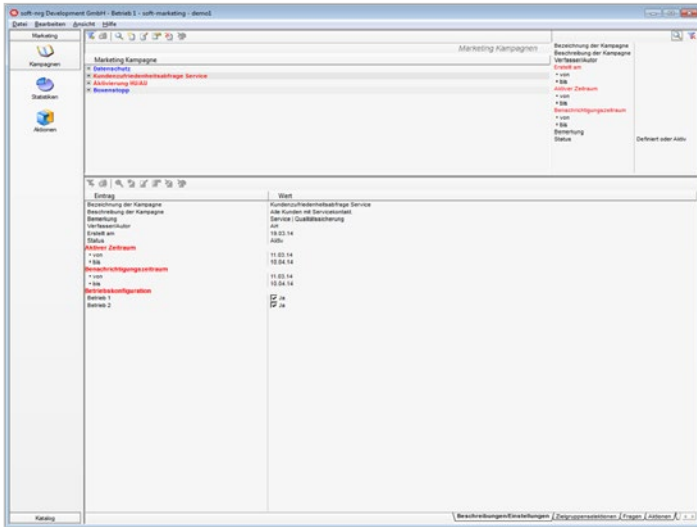 soft-nrg Development GmbH - Betrieb 1 - soft-marketing - demo1
Datei Bearbeiten Ansicht Hilfe
Marketing
Kampagnen
Statistiken
Aktionen
Katalog
Marketing Kampagnen
Marketing Kampagne
Datenschutz
Kundenzufriedenheitsabfrage Service
Aktivierung HU/AU
Boxenstopp
Bezeichnung der Kampagne
Beschreibung der Kampagne
Verfasser/Autor
Erstellt am
• von
• bis
Aktiver Zeitraum
• von
• bis
Benachrichtigungszeitraum
• von
• bis
Bemerkung
Status Definiert oder Aktiv
Eintrag Wert
Bezeichnung der Kampagne Kundenzufriedenheitsabfrage Service
Beschreibung der Kampagne Alle Kunden mit Servicekontakt.
Bemerkung Service | Qualitätssicherung
Verfasser/Autor
Erstellt am 19.03.14
Status Aktiv
Aktiver Zeitraum
• von 11.03.14
• bis 10.04.14
Benachrichtigungszeitraum
• von 11.03.14
• bis 10.04.14
Betriebskonfiguration
Betrieb 1 Ja
Betrieb 2 Ja
Beschreibungen/Einstellungen Zielgruppenselektionen Fragen Aktionen